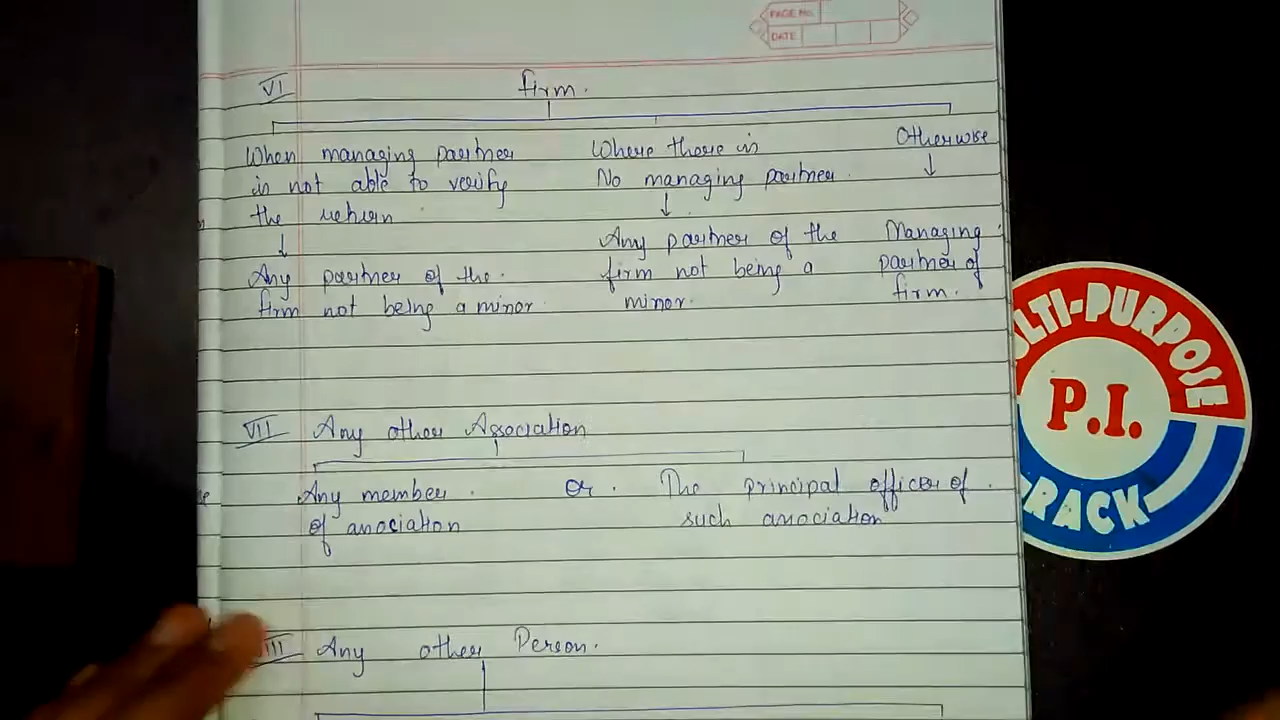 PAGE No.
DATE
VI
firm.
When managing partner
is not able to verify
the return
Any partner of the
firm not being a minor
Where there is
No managing partner
Any partner of the
firm not being a
minor.
Otherwise
Managing
partner of
firm.
VII Any other Association
Any member
of association
or
The principal officer of
such association
III Any other Person.
LTI-PURPOSE
P.I.
RACK